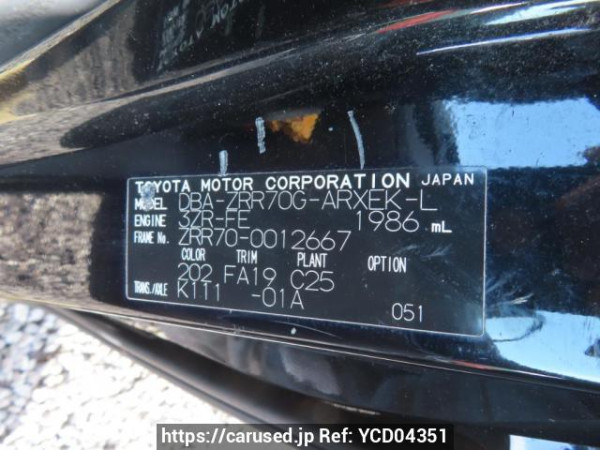 TOYOTA MOTOR CORPORATION JAPAN
MODEL DBA-ZRR70G-ARXEK-L
ENGINE 3ZR-FE 1986 mL
FRAME No. ZRR70-0012667
COLOR TRIM PLANT OPTION
202 FA19 C25
TRANS./AXLE K111 -01A
051
https://carused.jp Ref: YCD04351